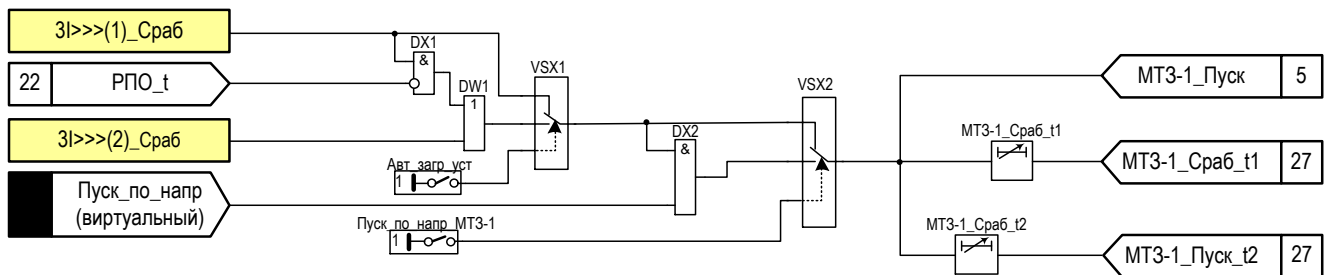 3I>>>(1)_Сраб
22 РПО_t
3I>>>(2)_Сраб
Пуск_по_напр
(виртуальный)
DX1
&
DW1
1
VSX1
Авт_загр_уст
1
Пуск_по_напр_МТЗ-1
1
DX2
&
VSX2
МТЗ-1_Сраб_t1
МТЗ-1_Сраб_t2
МТЗ-1_Пуск 5
МТЗ-1_Сраб_t1 27
МТЗ-1_Пуск_t2 27